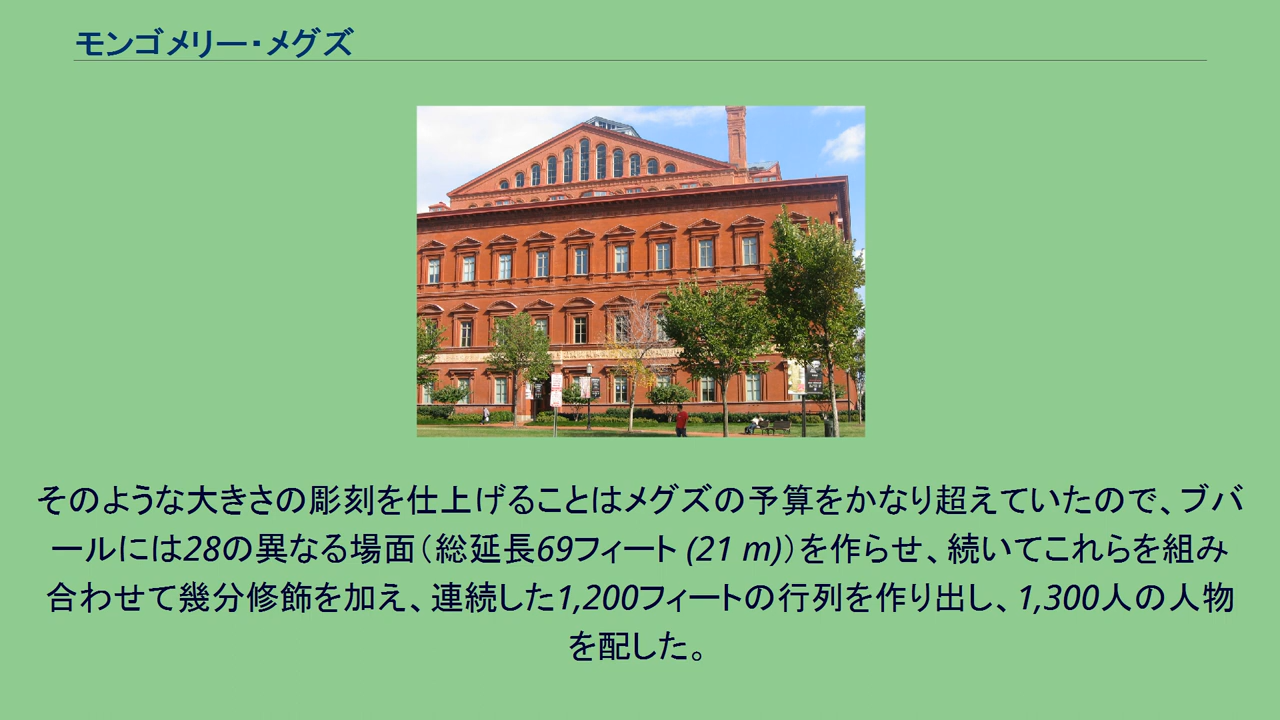 モンゴメリー・メグズ
そのような大きさの彫刻を仕上げることはメグズの予算をかなり超えていたので、ブバ
ールには28の異なる場面（総延長69フィート (21 m)）を作らせ、続いてこれらを組み
合わせて幾分修飾を加え、連続した1,200フィートの行列を作り出し、1,300人の人物
を配した。